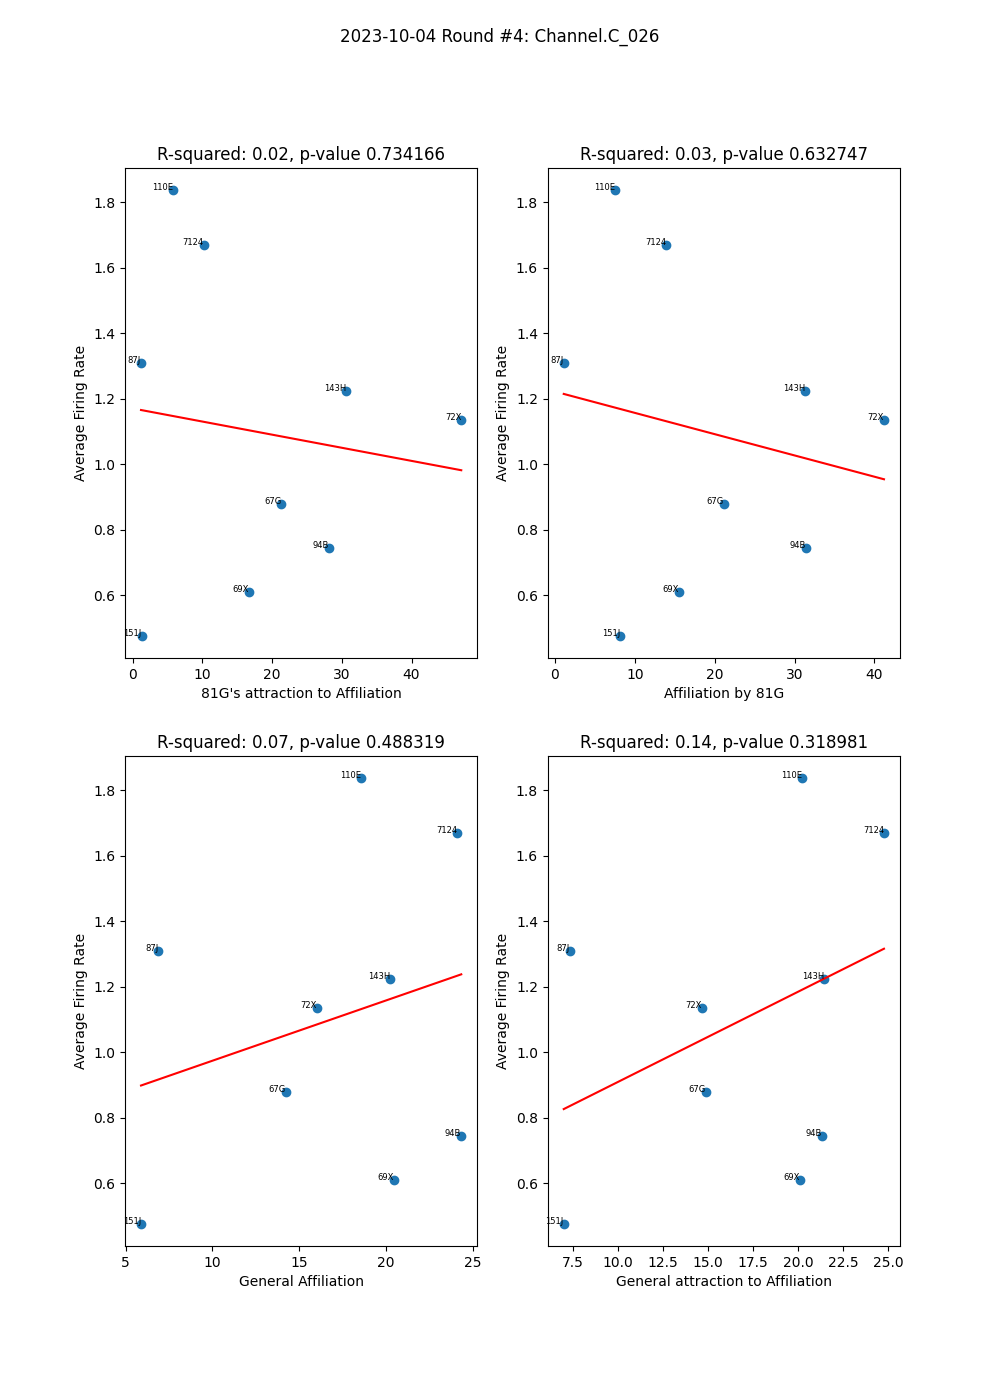 2023-10-04 Round #4: Channel.C_026
R-squared: 0.02, p-value 0.734166
1.8
1.6
1.4
1.2
1.0
0.8
0.6
Average Firing Rate
110E
7124
87J
143H
72X
67G
94B
69X
151J
0 10 20 30 40
81G's attraction to Affiliation
R-squared: 0.03, p-value 0.632747
1.8
1.6
1.4
1.2
1.0
0.8
0.6
Average Firing Rate
110E
7124
87J
143H
72X
67G
94B
69X
151J
0 10 20 30 40
Affiliation by 81G
R-squared: 0.07, p-value 0.488319
1.8
1.6
1.4
1.2
1.0
0.8
0.6
Average Firing Rate
110E
7124
87J
143H
72X
67G
94B
69X
151J
5 10 15 20 25
General Affiliation
R-squared: 0.14, p-value 0.318981
1.8
1.6
1.4
1.2
1.0
0.8
0.6
Average Firing Rate
110E
7124
87J
143H
72X
67G
94B
69X
151J
7.5 10.0 12.5 15.0 17.5 20.0 22.5 25.0
General attraction to Affiliation